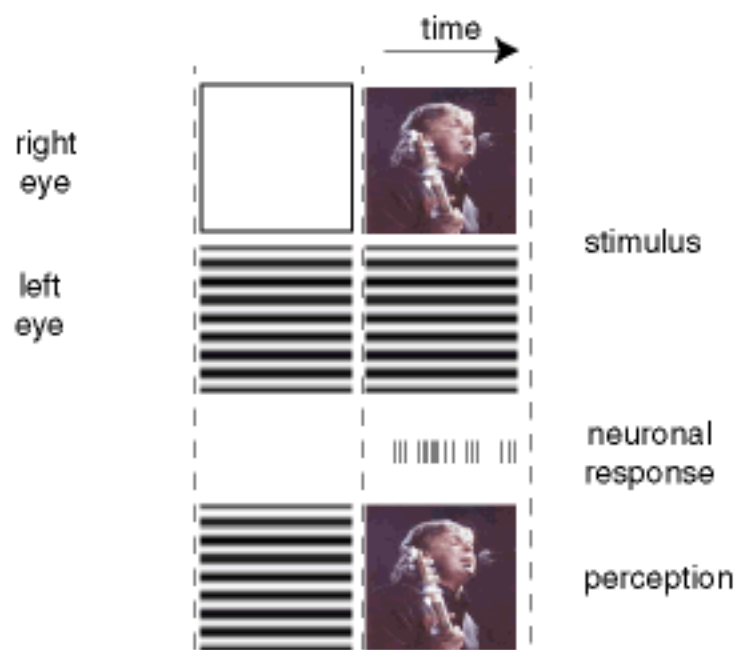 time
right
eye
stimulus
left
eye
neuronal
response
perception